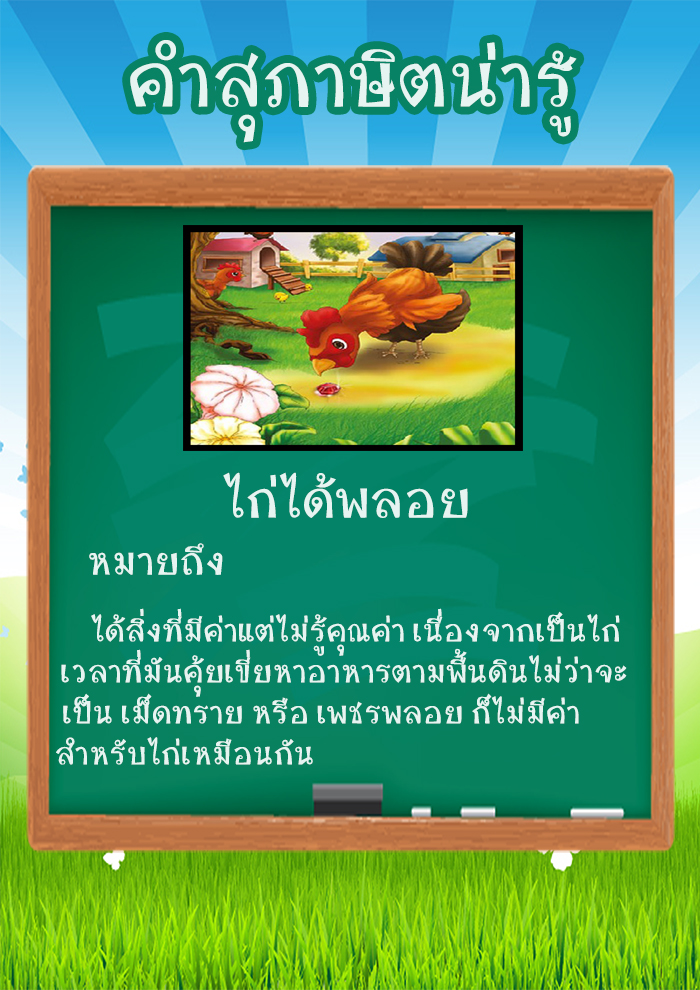 คำสุภาษิตน่ารู้
ไก่ได้พลอย
หมายถึง
ได้สิ่งที่มีค่าแต่ไม่รู้คุณค่า เนื่องจากเป็นไก่
เวลาที่มันคุ้ยเขี่ยหาอาหารตามพื้นดินไม่ว่าจะ
เป็น เม็ดทราย หรือ เพชรพลอย ก็ไม่มีค่า
สำหรับไก่เหมือนกัน